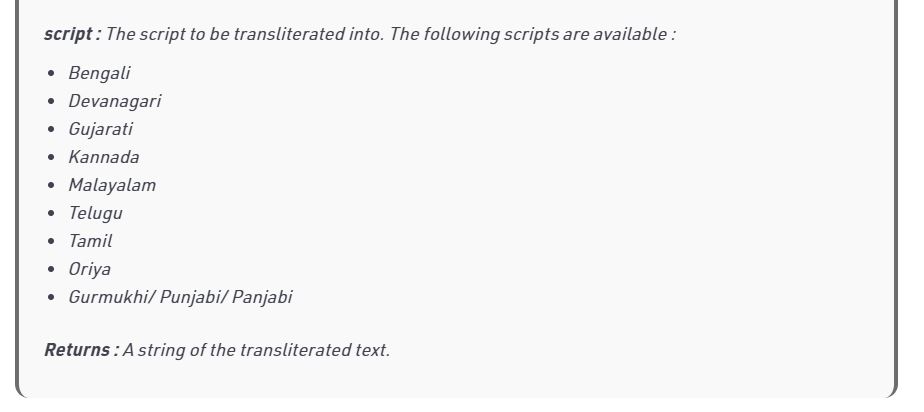 script : The script to be transliterated into. The following scripts are available :
• Bengali
• Devanagari
• Gujarati
• Kannada
• Malayalam
• Telugu
• Tamil
• Oriya
• Gurmukhi/ Punjabi/ Panjabi
Returns : A string of the transliterated text.